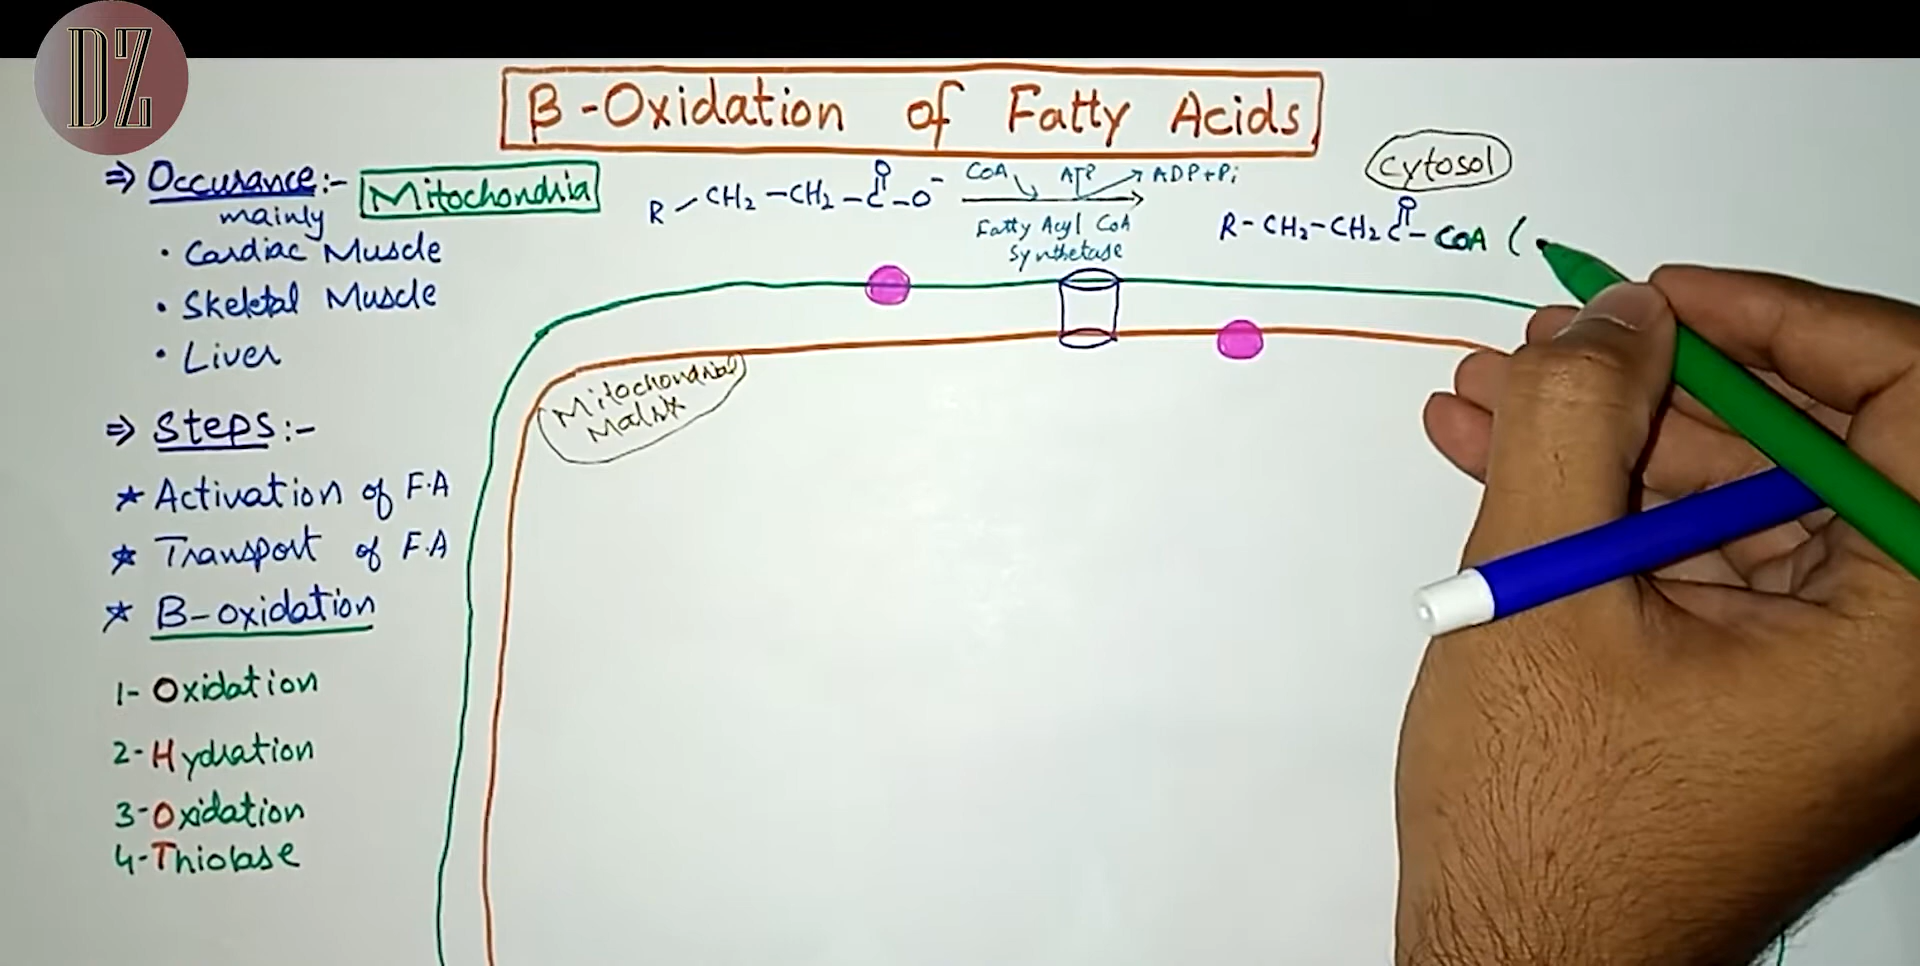 DZ
B-Oxidation of Fatty Acids
⇒ Occurance:- Mitochondria
mainly
• Cardiac Muscle
• Skeletal Muscle
• Liver
R-CH2-CH2-C-O-
O
CoA ATP ADP+Pi
Fatty Acyl CoA
Synthetase
Cytosol
O
R-CH2-CH2C-COA (
Mitochondrial
Matrix
⇒ Steps:-
★ Activation of F.A
★ Transport of F.A
★ B-oxidation
1-Oxidation
2-Hydration
3-Oxidation
4-Thiolase